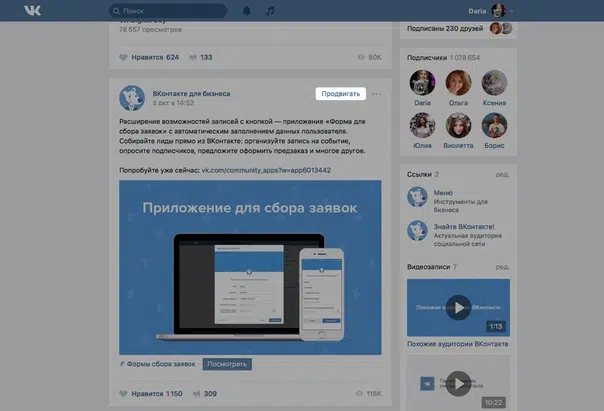 Поиск
Daria
78 557 просмотров
Нравится 624
133
80K
ВКонтакте для бизнеса
5 окт в 14:52
Продвигать
Расширение возможностей записей с кнопкой — приложение «Форма для
сбора заявок» с автоматическим заполнением данных пользователя.
Собирайте лиды прямо из ВКонтакте: организуйте запись на событие,
опросите подписчиков, предложите оформить предзаказ и многое другое.
Попробуйте уже сейчас: vk.com/community_apps?w=app6013442
Приложение для сбора заявок
Формы сбора заявок
Посмотреть
Нравится 1 150
309
118K
Подписаны 230 друзей
Подписчики 1 078 654
Daria
Ольга
Ксения
Юлия
Виолетта
Борис
Ссылки 2
ред.
Меню
Инструменты для
бизнеса
Знайте ВКонтакте!
Актуальная аудитория
социальной сети
Видеозаписи 7
ред.
Похожие
ВКонтакте
1:13
Похожие аудитории ВКонтакте
10:22